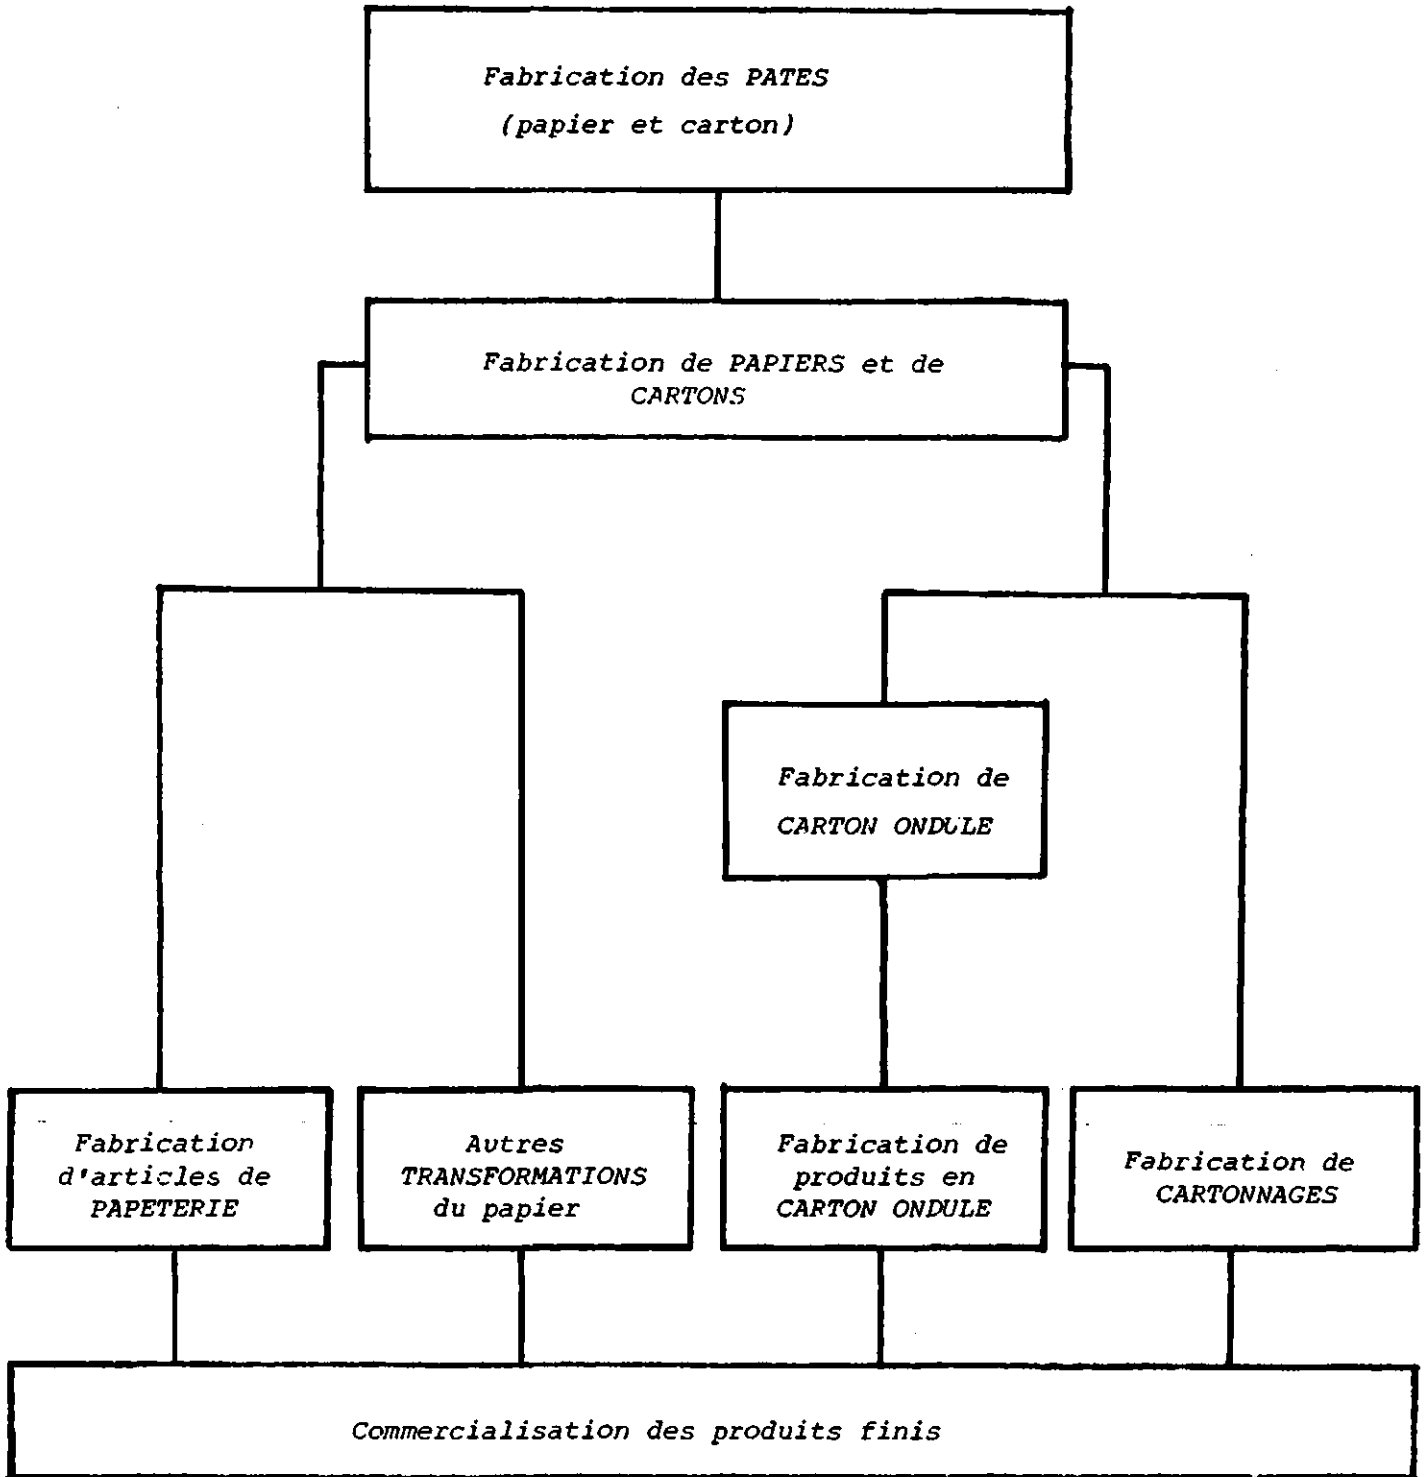 Fabrication des PATES
(papier et carton)
Fabrication de PAPIERS et de
CARTONS
Fabrication de
CARTON ONDULE
Fabrication
d'articles de
PAPETERIE
Autres
TRANSFORMATIONS
du papier
Fabrication de
produits en
CARTON ONDULE
Fabrication de
CARTONNAGES
Commercialisation des produits finis